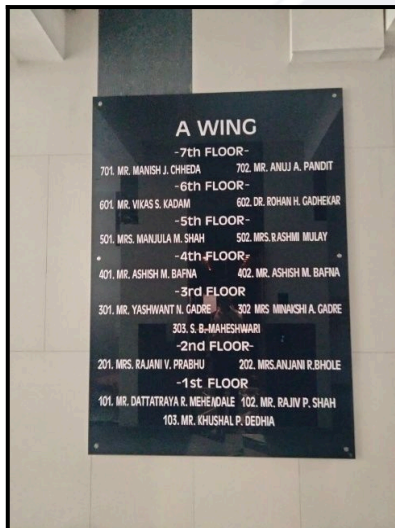 A WING
-7th FLOOR-
701. MR. MANISH J. CHHEDA 702. MR. ANUJ A. PANDIT
-6th FLOOR-
601. MR. VIKAS S. KADAM 602. DR. ROHAN H. GADHEKAR
-5th FLOOR-
501. MRS. MANJULA M. SHAH 502. MRS. RASHMI MULAY
-4th FLOOR-
401. MR. ASHISH M. BAFNA 402. MR. ASHISH M. BAFNA
-3rd FLOOR
301. MR. YASHWANT N. GADRE 302 MRS MINAKSHI A. GADRE
303. S. B. MAHESHWARI
-2nd FLOOR-
201. MRS. RAJANI V. PRABHU 202. MRS. ANJANI R. BHOLE
-1st FLOOR
101. MR. DATTATRAYA R. MEHENDALE 102. MR. RAJIV P. SHAH
103. MR. KHUSHAL P. DEDHIA